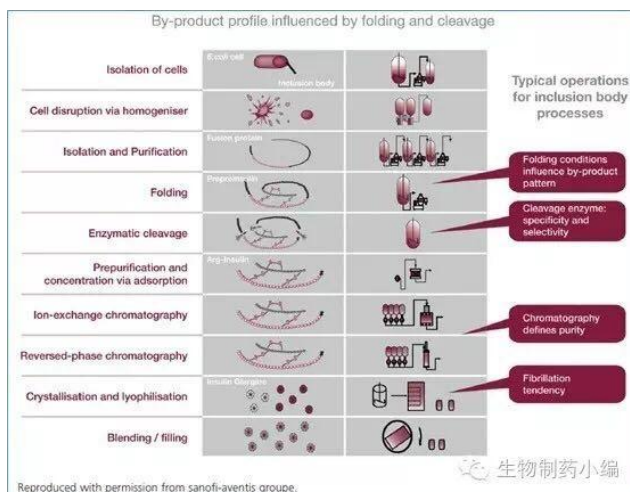 By-product profile influenced by folding and cleavage
Isolation of cells
E.coli cell
Inclusion body
Cell disruption via homogeniser
Isolation and Purification
Fusion protein
Folding
Preproinsulin
Enzymatic cleavage
Prepurification and
concentration via adsorption
Arg-Insulin
Ion-exchange chromatography
Reversed-phase chromatography
Crystallisation and lyophilisation
Insulin Glargine
Blending / filling
Typical operations
for inclusion body
processes
Folding conditions
influence by-product
pattern
Cleavage enzyme:
specificity and
selectivity
Chromatography
defines purity
Fibrillation
tendency
生物制药小编
Reproduced with permission from sanofi-aventis groupe.